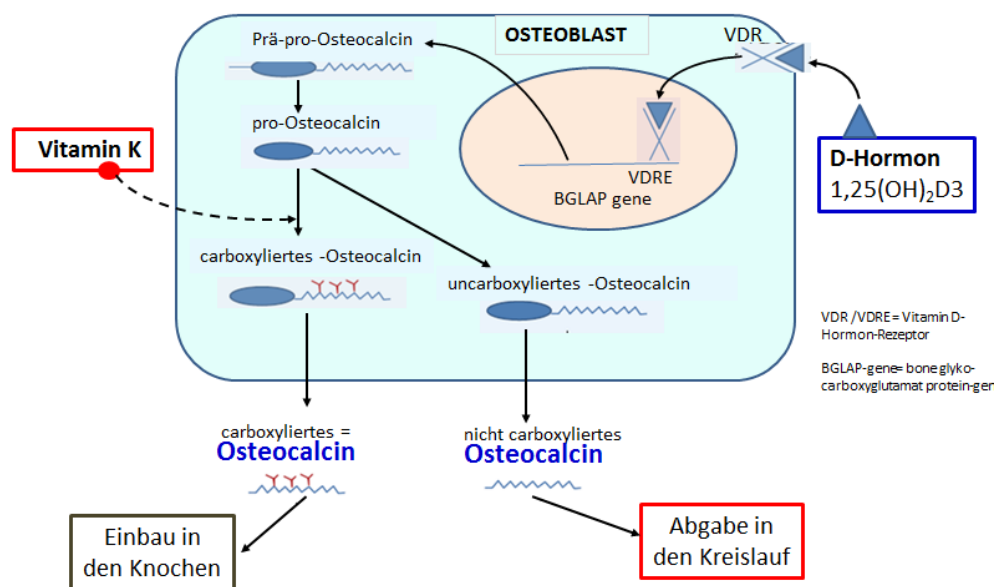 OSTEOBLAST
VDR
Prä-pro-Osteocalcin
pro-Osteocalcin
Vitamin K
VDRE
BGLAP gene
D-Hormon
1,25(OH)₂D3
carboxyliertes -Osteocalcin
uncarboxyliertes -Osteocalcin
VDR /VDRE= Vitamin D-
Hormon-Rezeptor
BGLAP-gene= bone glyko-
carboxyglutamat protein-gen
carboxyliertes =
Osteocalcin
nicht carboxyliertes
Osteocalcin
Einbau in
den Knochen
Abgabe in
den Kreislauf